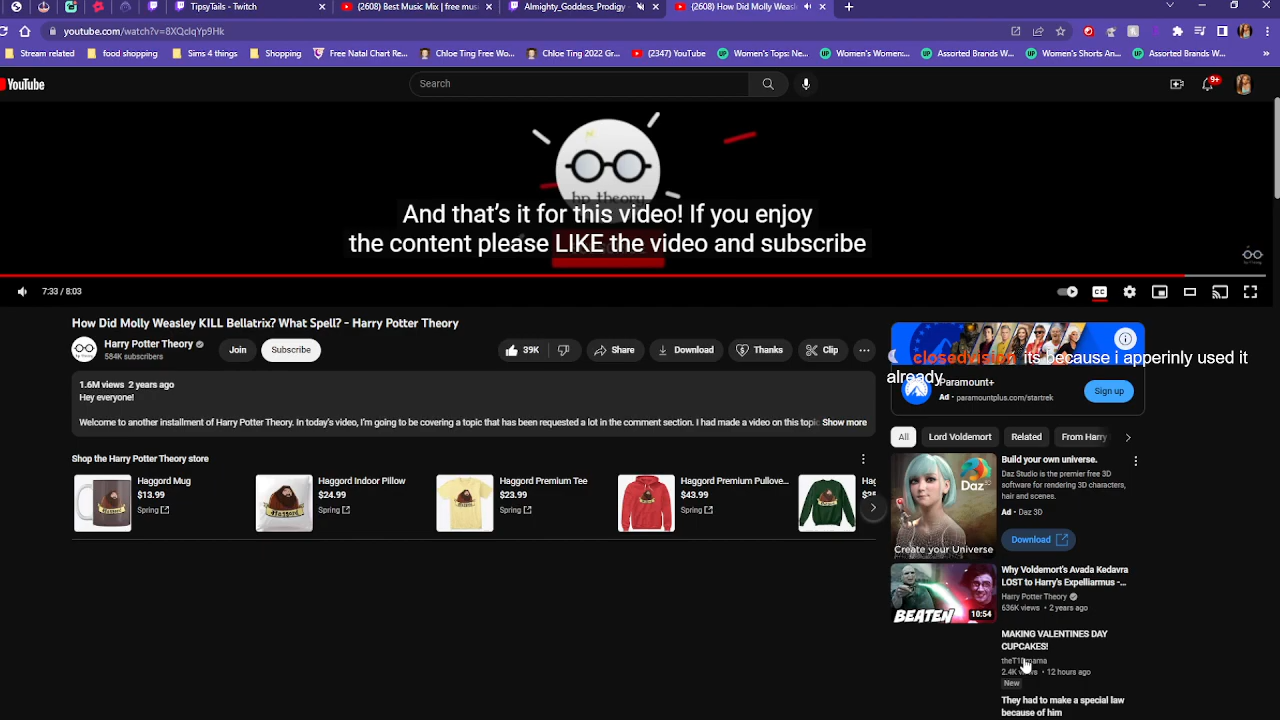 TipsyTails - Twitch
(2608) Best Music Mix | free mus
Almighty_Goddess_Prodigy -
(2608) How Did Molly Weasl
youtube.com/watch?v=8XQclqYp9Hk
Stream related
food shopping
Sims 4 tings
Shopping
Free Natal Chart Re...
Chloe Ting Free Wo...
Chloe Ting 2022 Gr...
(2347) YouTube
Women's Tops: Ne...
Women's Women...
Assorted Brands W...
Women's Shorts An...
Assorted Brands W...
YouTube
Search
9+
hp theory
And that's it for this video! If you enjoy
the content please LIKE the video and subscribe
7:33 / 8:03
CC
How Did Molly Weasley KILL Bellatrix? What Spell? - Harry Potter Theory
Harry Potter Theory
584K subscribers
Join
Subscribe
39K
Share
Download
Thanks
Clip
1.6M views 2 years ago
Hey everyone!
Welcome to another installment of Harry Potter Theory. In today's video, I'm going to be covering a topic that has been requested a lot in the comment section. I had made a video on this topic Show more
Shop the Harry Potter Theory store
Haggord Mug
$13.99
Spring
Haggord Indoor Pillow
$24.99
Spring
Haggord Premium Tee
$23.99
Spring
Haggord Premium Pullove...
$43.99
Spring
closedvision its because i apperinly used it
already
Paramount+
Ad • paramountplus.com/startrek
Sign up
All
Lord Voldemort
Related
From Harry
Build your own universe.
Daz Studio is the premier free 3D
software for rendering 3D characters,
hair and scenes.
Ad • Daz 3D
Download
Daz 3D
Create your Universe
Why Voldemort's Avada Kedavra
LOST to Harry's Expelliarmus -...
Harry Potter Theory
636K views • 2 years ago
BEATEN
10:54
MAKING VALENTINES DAY
CUPCAKES!
2.4K views • 12 hours ago
New
They had to make a special law
because of him